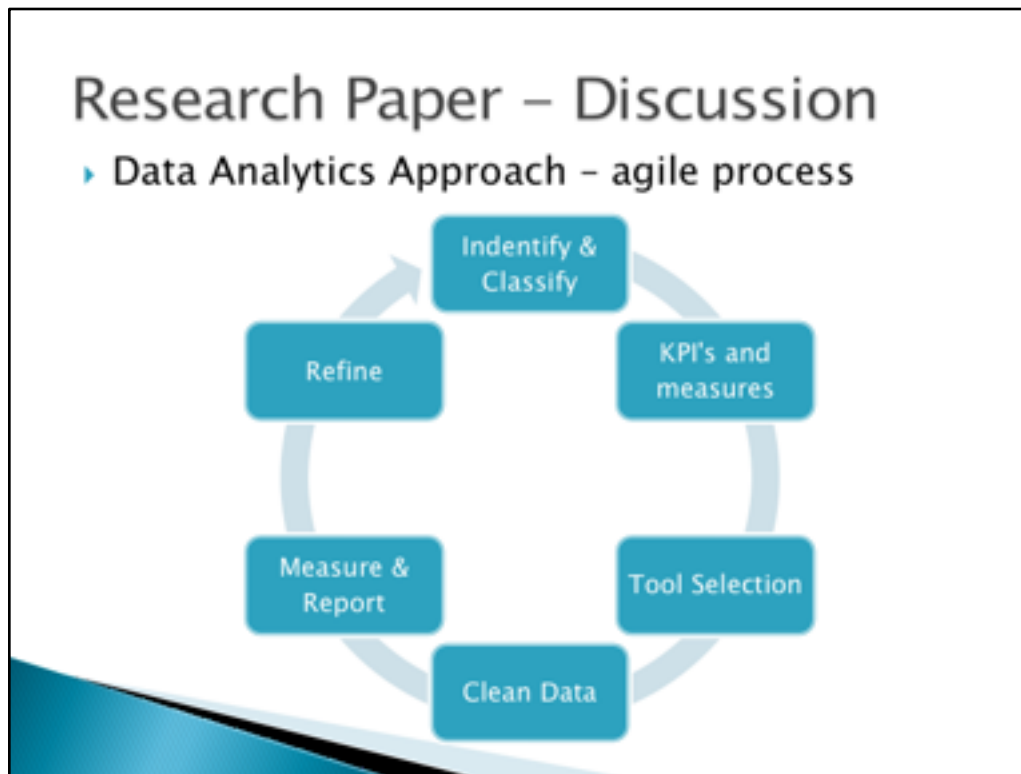 Research Paper – Discussion
Data Analytics Approach – agile process
Indentify &
Classify
KPI's and
measures
Tool Selection
Clean Data
Measure &
Report
Refine